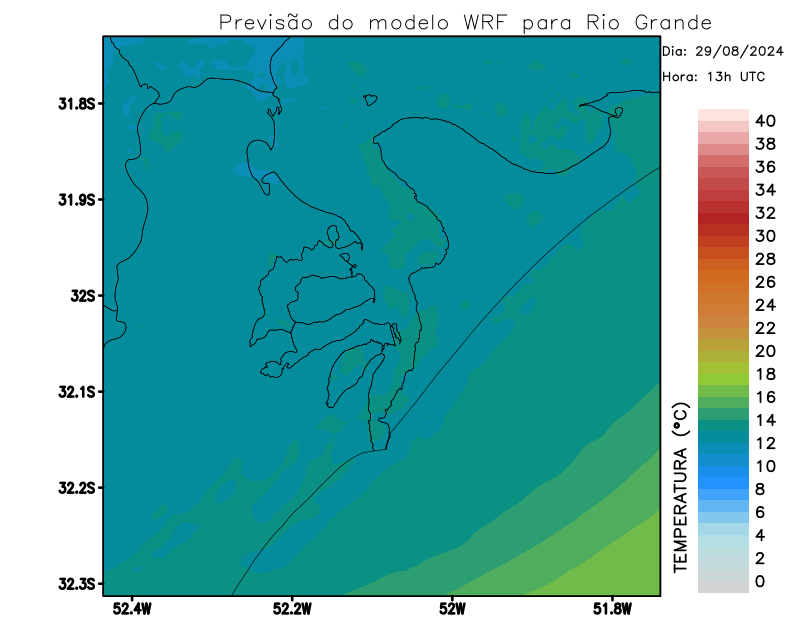 Previsão do modelo WRF para Rio Grande
Dia: 29/08/2024
Hora: 13h UTC
31.8S
31.9S
32S
32.1S
32.2S
32.3S
52.4W
52.2W
52W
51.8W
TEMPERATURA (°C)
40
38
36
34
32
30
28
26
24
22
20
18
16
14
12
10
8
6
4
2
0